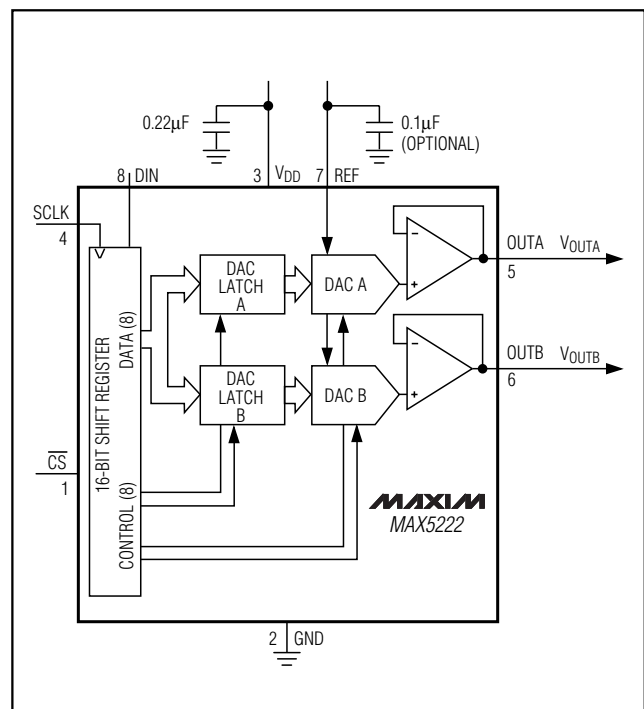 0.22μF
0.1μF
(OPTIONAL)
8 DIN
3 VDD
7 REF
SCLK
4
OUTA VOUTA
5
OUTB VOUTB
6
CS
1
16-BIT SHIFT REGISTER
DATA (8)
CONTROL (8)
DAC
LATCH
A
DAC A
−
+
DAC
LATCH
B
DAC B
−
+
MAXIM
MAX5222
2 GND